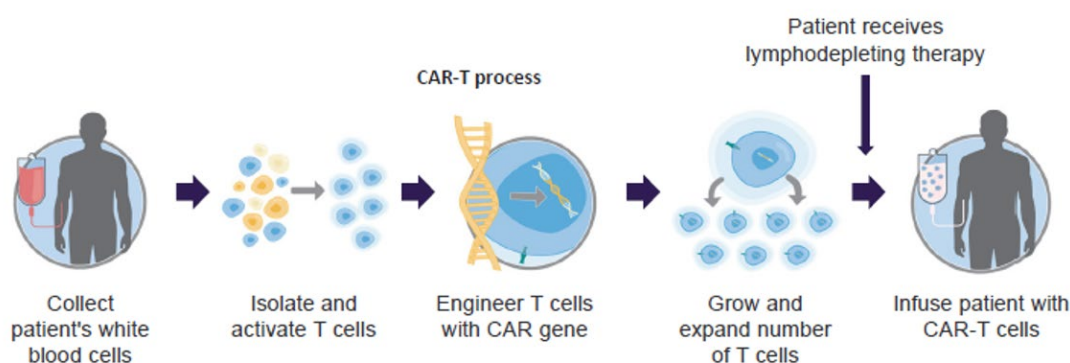 Patient receives
lymphodepleting therapy
CAR-T process
Collect
patient's white
blood cells
Isolate and
activate T cells
Engineer T cells
with CAR gene
Grow and
expand number
of T cells
Infuse patient with
CAR-T cells